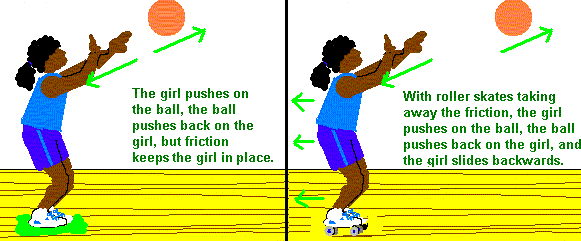 The girl pushes on
the ball, the ball
pushes back on the
girl, but friction
keeps the girl in place.
With roller skates taking
away the friction, the girl
pushes on the ball, the ball
pushes back on the girl, and
the girl slides backwards.